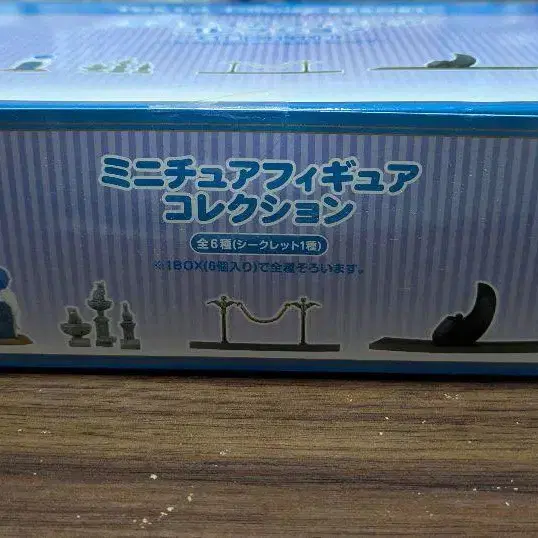 ミニチュアフィギュア
コレクション
全6種(シークレット1種)
※1BOX(6個入り)で全種そろいます。